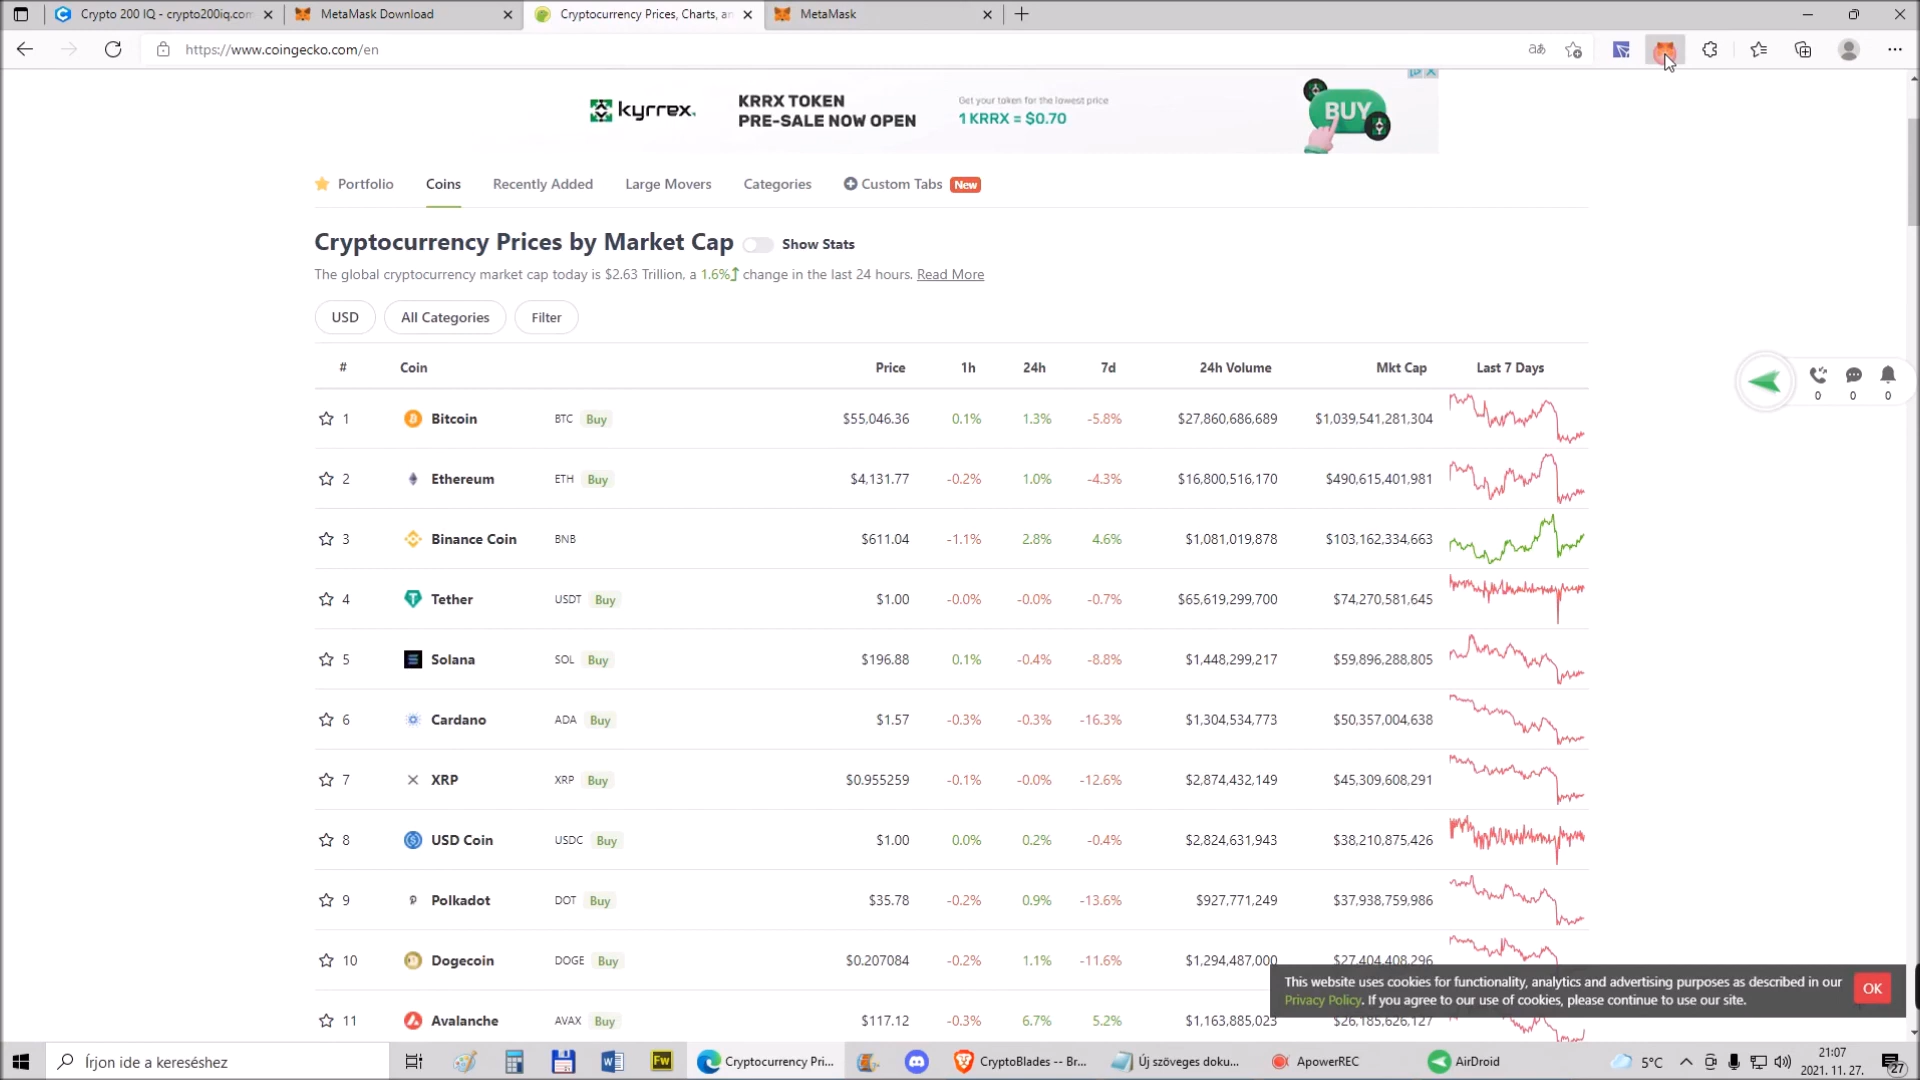 Crypto 200 IQ - crypto200iq.com
MetaMask Download
Cryptocurrency Prices, Charts, an
MetaMask
https://www.coingecko.com/en
kyrrex.
KRRX TOKEN
PRE-SALE NOW OPEN
Get your token for the lowest price
1 KRRX = $0.70
BUY
Portfolio Coins Recently Added Large Movers Categories Custom Tabs New
Cryptocurrency Prices by Market Cap Show Stats
The global cryptocurrency market cap today is $2.63 Trillion, a 1.6% change in the last 24 hours. Read More
USD All Categories Filter
# Coin Price 1h 24h 7d 24h Volume Mkt Cap Last 7 Days
1 Bitcoin BTC Buy $55,046.36 0.1% 1.3% -5.8% $27,860,686,689 $1,039,541,281,304
0 0 0
2 Ethereum ETH Buy $4,131.77 -0.2% 1.0% -4.3% $16,800,516,170 $490,615,401,981
3 Binance Coin BNB $611.04 -1.1% 2.8% 4.6% $1,081,019,878 $103,162,334,663
4 Tether USDT Buy $1.00 -0.0% -0.0% -0.7% $65,619,299,700 $74,270,581,645
5 Solana SOL Buy $196.88 0.1% -0.4% -8.8% $1,448,299,217 $59,896,288,805
6 Cardano ADA Buy $1.57 -0.3% -0.3% -16.3% $1,304,534,773 $50,357,004,638
7 XRP XRP Buy $0.955259 -0.1% -0.0% -12.6% $2,874,432,149 $45,309,608,291
8 USD Coin USDC Buy $1.00 0.0% 0.2% -0.4% $2,824,631,943 $38,210,875,426
9 Polkadot DOT Buy $35.78 -0.2% 0.9% -13.6% $927,771,249 $37,938,759,986
10 Dogecoin DOGE Buy $0.207084 -0.2% 1.1% -11.6% $1,294,487,000 $27,404,408,296
11 Avalanche AVAX Buy $117.12 -0.3% 6.7% 5.2% $1,163,885,023 $26,185,626,127
This website uses cookies for functionality, analytics and advertising purposes as described in our
Privacy Policy. If you agree to our use of cookies, please continue to use our site.
OK
Írjon ide a kereséshez
Fw
Cryptocurrency Pri...
CryptoBlades -- Br...
Új szöveges doku...
ApowerREC
AirDroid
5°C
21:07
2021. 11. 27.
27